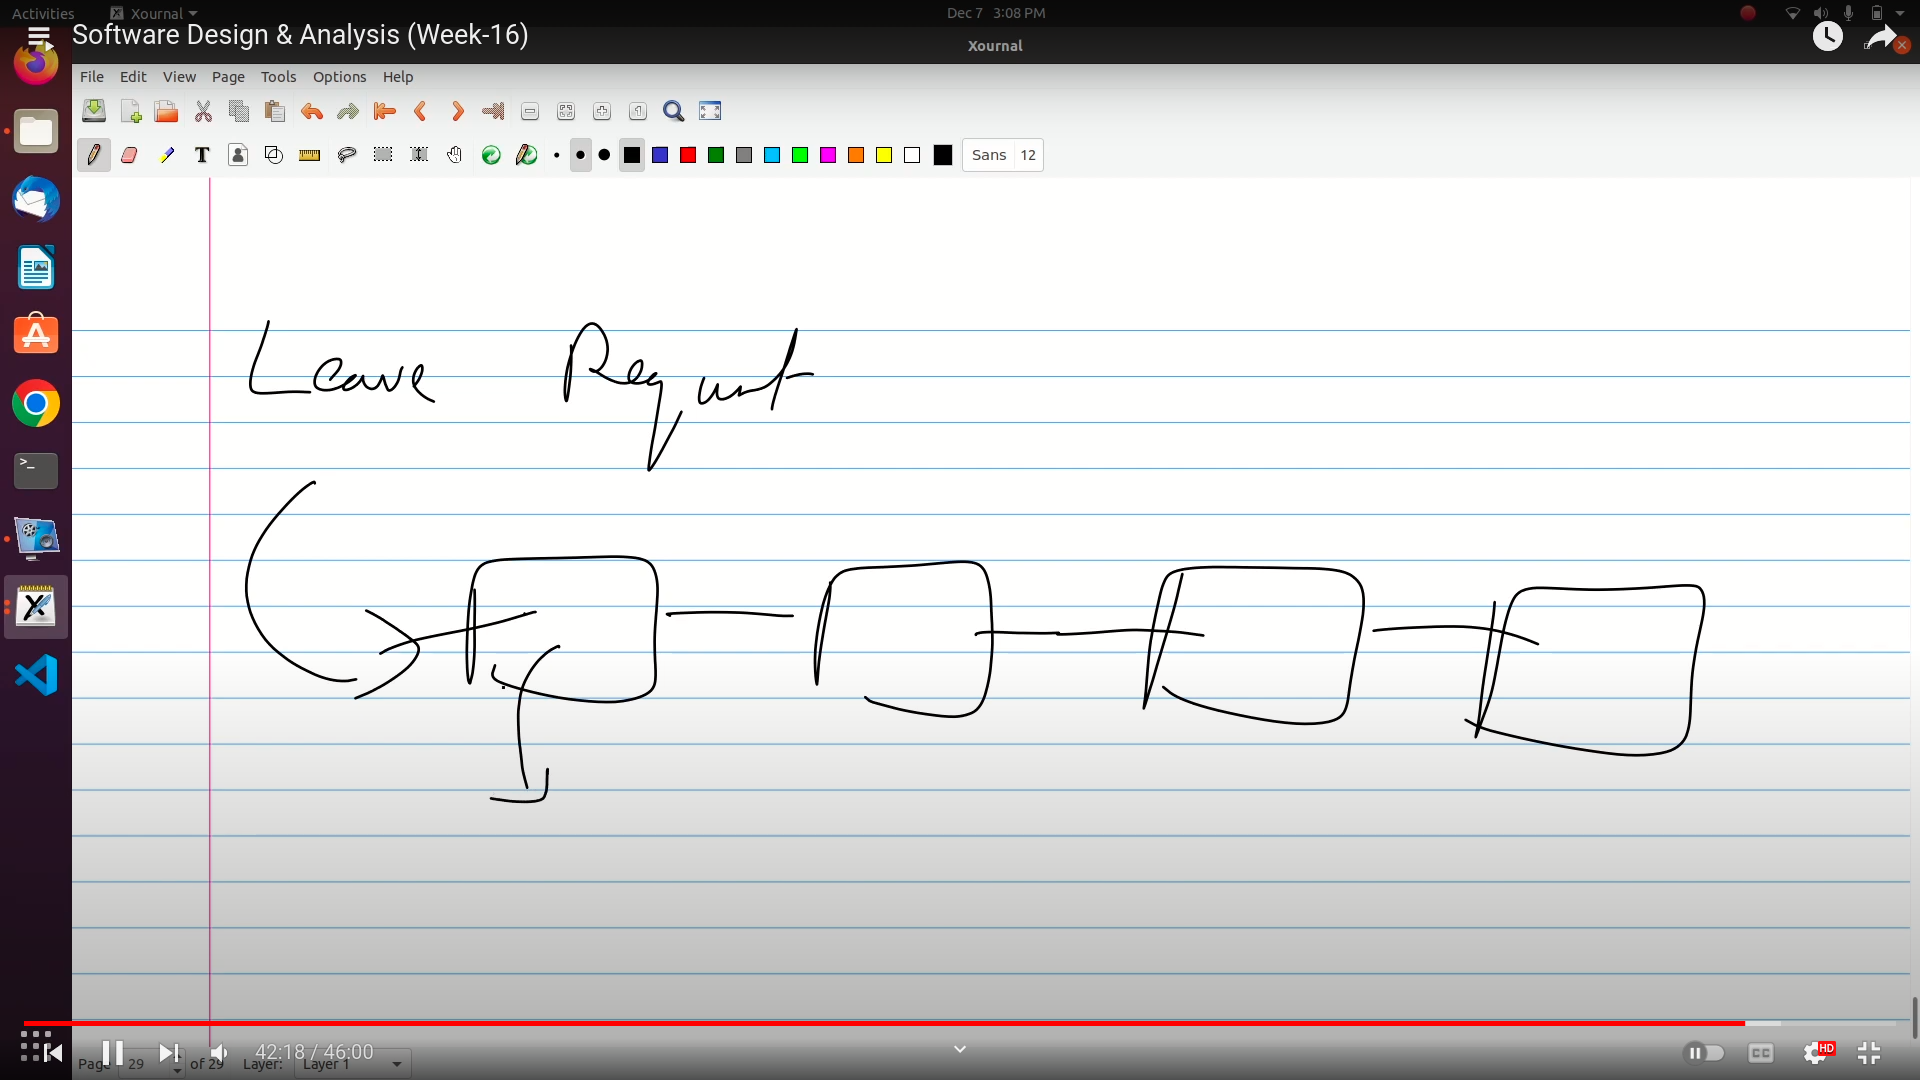 Activities Xournal Dec 7 3:08 PM
Software Design & Analysis (Week-16)
Xournal
File Edit View Page Tools Options Help
Sans 12
Leave Request
42:18 / 46:00
HD
CC
Page 29 of 29 Layer: Layer 1